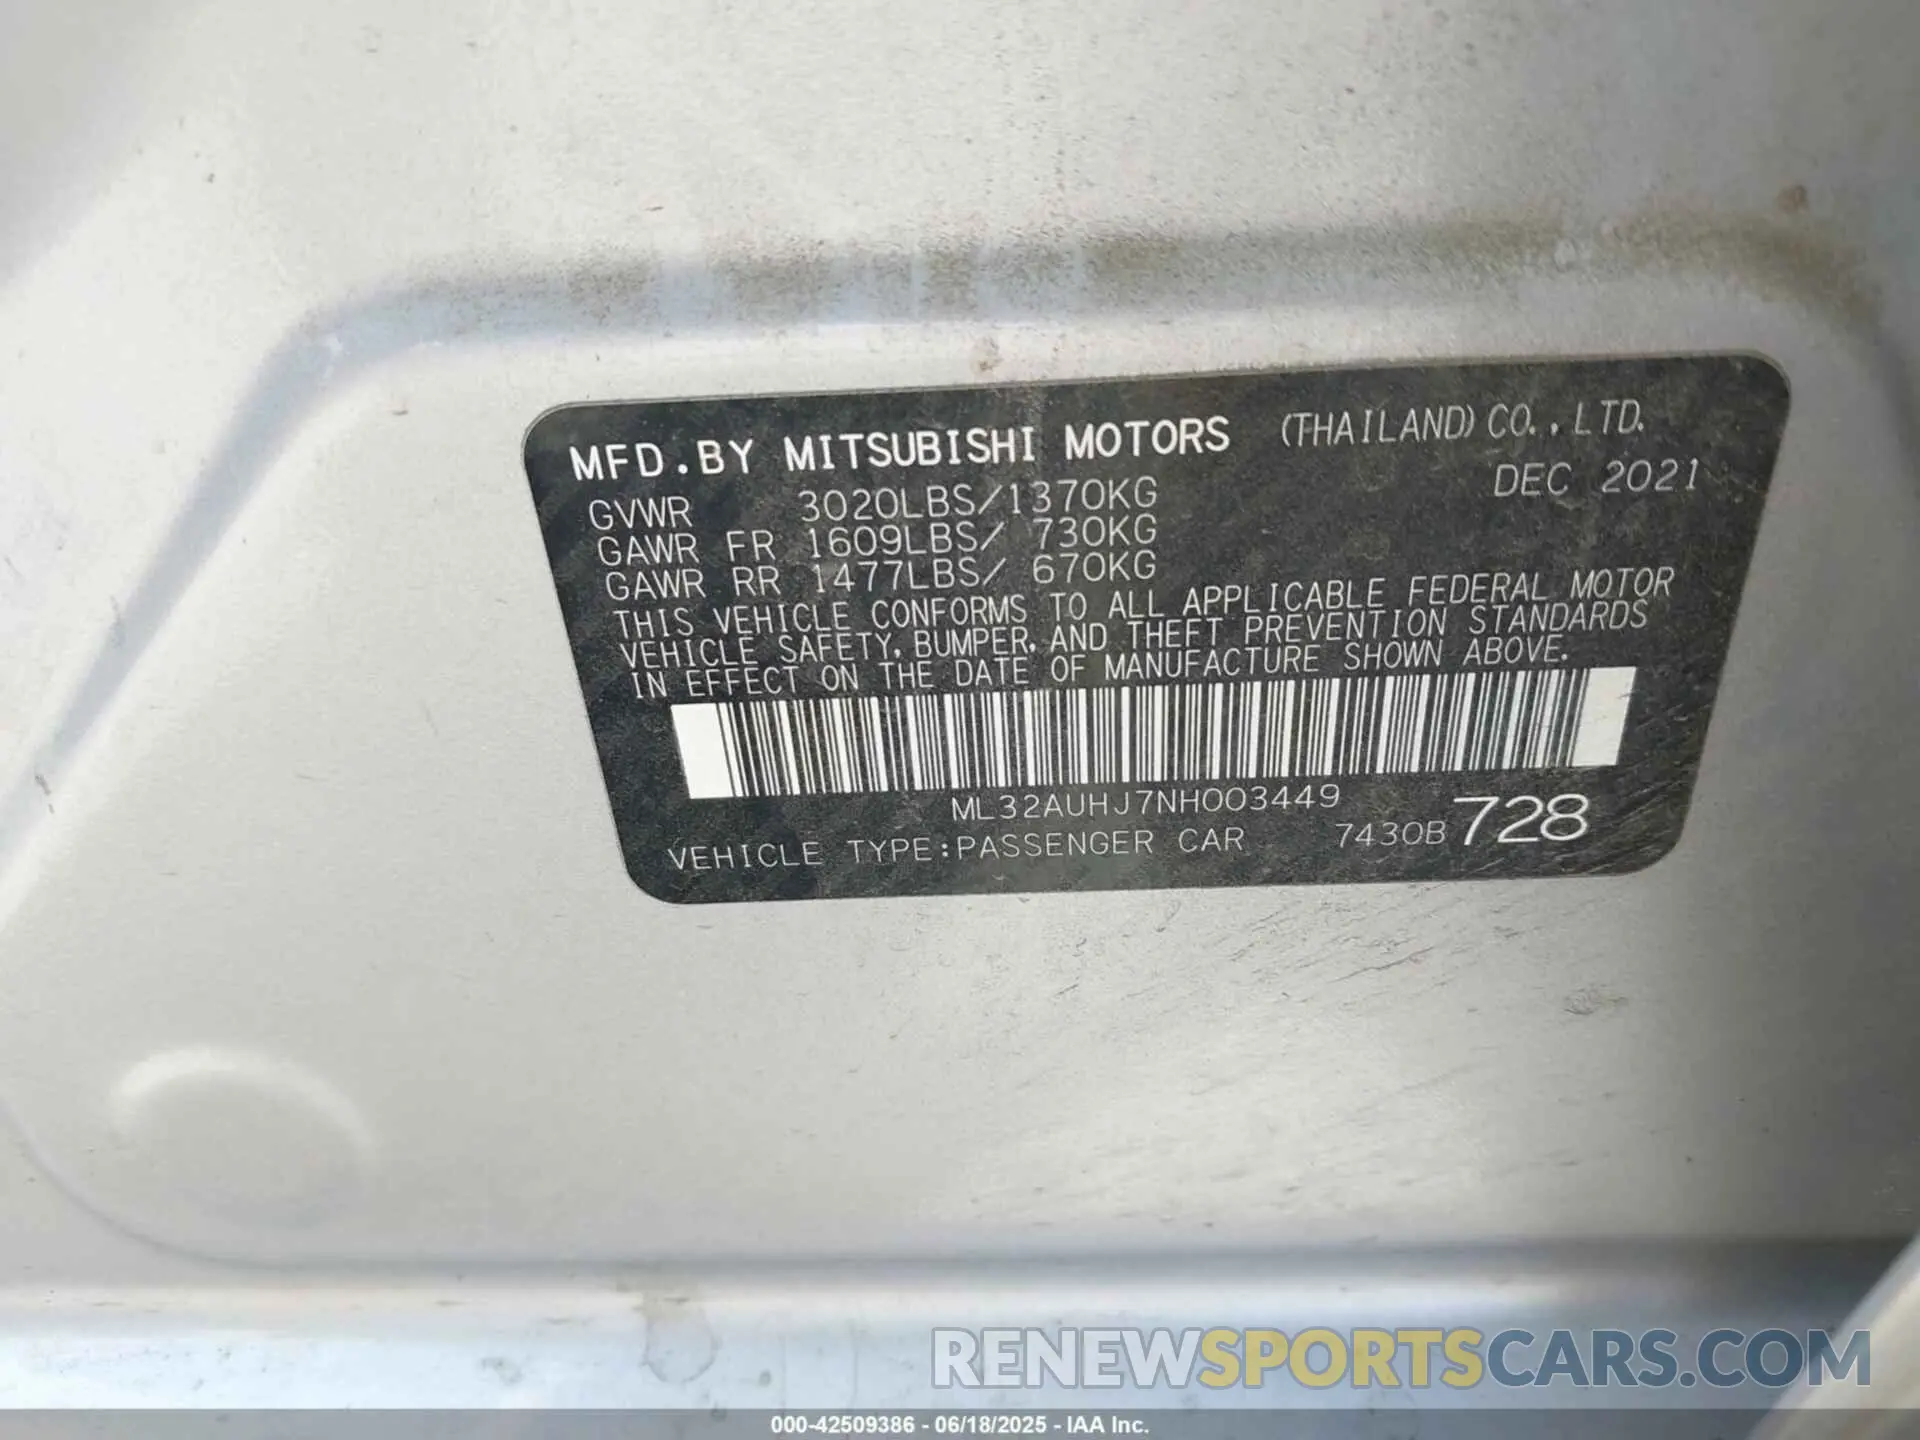 MFD.BY MITSUBISHI MOTORS (THAILAND) CO.,LTD.
DEC 2021
GVWR 3020LBS/1370KG
GAWR FR 1609LBS/ 730KG
GAWR RR 1477LBS/ 670KG
THIS VEHICLE CONFORMS TO ALL APPLICABLE FEDERAL MOTOR
VEHICLE SAFETY, BUMPER, AND THEFT PREVENTION STANDARDS
IN EFFECT ON THE DATE OF MANUFACTURE SHOWN ABOVE.
ML32AUHJ7NH003449
VEHICLE TYPE:PASSENGER CAR 7430B 728
RENEWSPORTSCARS.COM
000-42509386 - 06/18/2025 - IAA Inc.